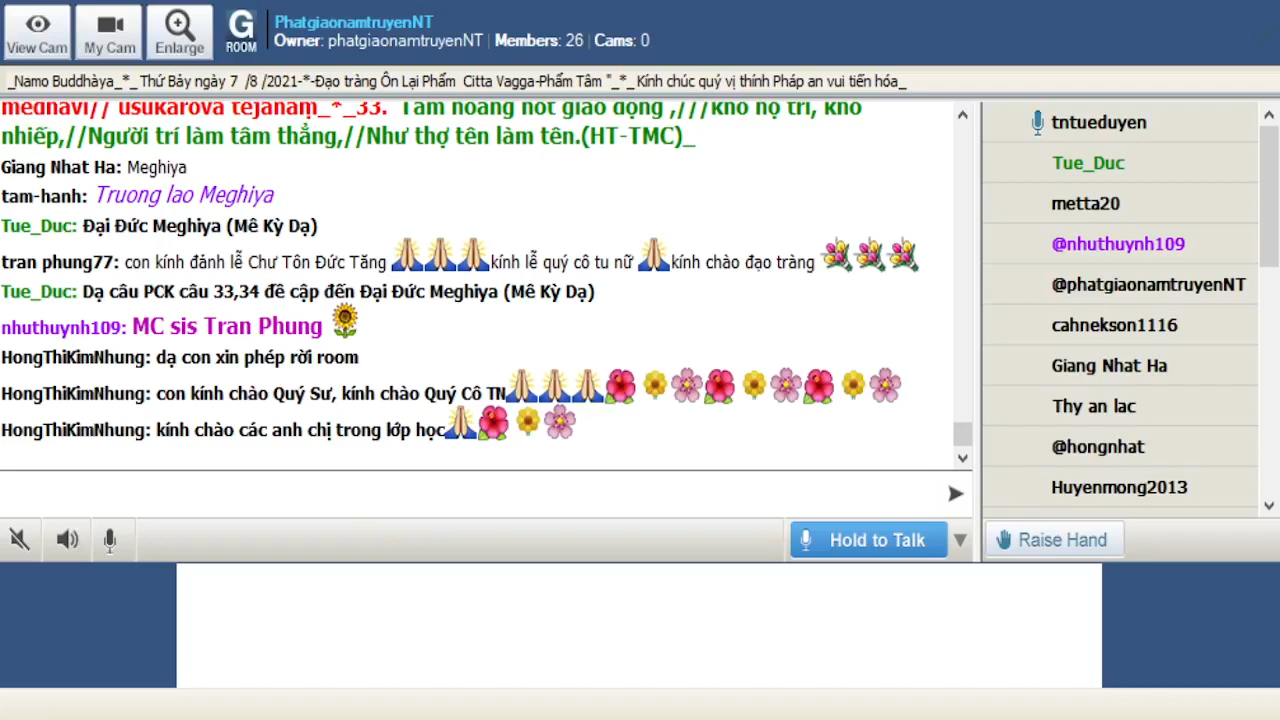 View Cam
My Cam
Enlarge
G
ROOM
PhatgiaonamtruyenNT
Owner: phatgiaonamtruyenNT | Members: 26 | Cams: 0
_Namo Buddhàya_*_ Thứ Bảy ngày 7 /8 /2021-*-Đạo tràng Ôn Lại Phẩm Citta Vagga-Phẩm Tâm "_*_Kính chúc quý vị thính Pháp an vui tiến hóa_
medhāvī// usukārova tejanaṃ_*_33. Tâm hoảng hốt giao động ,///khó hộ trì, khó
nhiếp,//Người trí làm tâm thẳng,//Như thợ tên làm tên.(HT-TMC)_
Giang Nhat Ha: Meghiya
tam-hanh: Truong lao Meghiya
Tue_Duc: Đại Đức Meghiya (Mê Kỳ Dạ)
tran phung77: con kính đảnh lễ Chư Tôn Đức Tăng kính lễ quý cô tu nữ kính chào đạo tràng
Tue_Duc: Dạ câu PCK câu 33,34 đề cập đến Đại Đức Meghiya (Mê Kỳ Dạ)
nhuthuynh109: MC sis Tran Phung
HongThiKimNhung: dạ con xin phép rời room
HongThiKimNhung: con kính chào Quý Sư, kính chào Quý Cô TN
HongThiKimNhung: kính chào các anh chị trong lớp học
tntueduyen
Tue_Duc
metta20
@nhuthuynh109
@phatgiaonamtruyenNT
cahnekson1116
Giang Nhat Ha
Thy an lac
@hongnhat
Huyenmong2013
Hold to Talk
Raise Hand